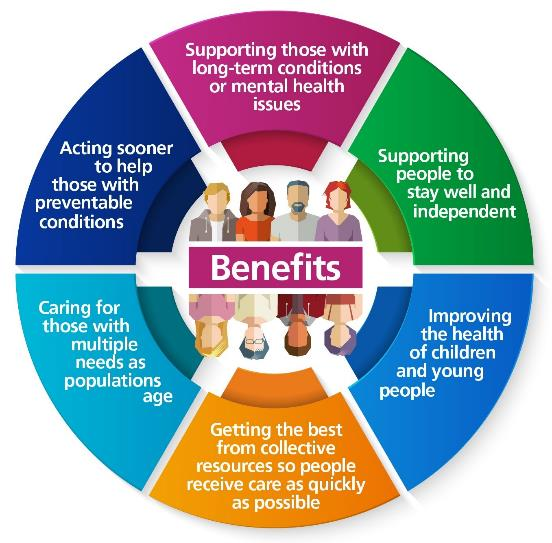 Supporting those with
long-term conditions
or mental health
issues
Supporting
people to
stay well and
independent
Improving
the health
of children
and young
people
Getting the best
from collective
resources so people
receive care as quickly
as possible
Caring for
those with
multiple
needs as
populations
age
Acting sooner
to help
those with
preventable
conditions
Benefits